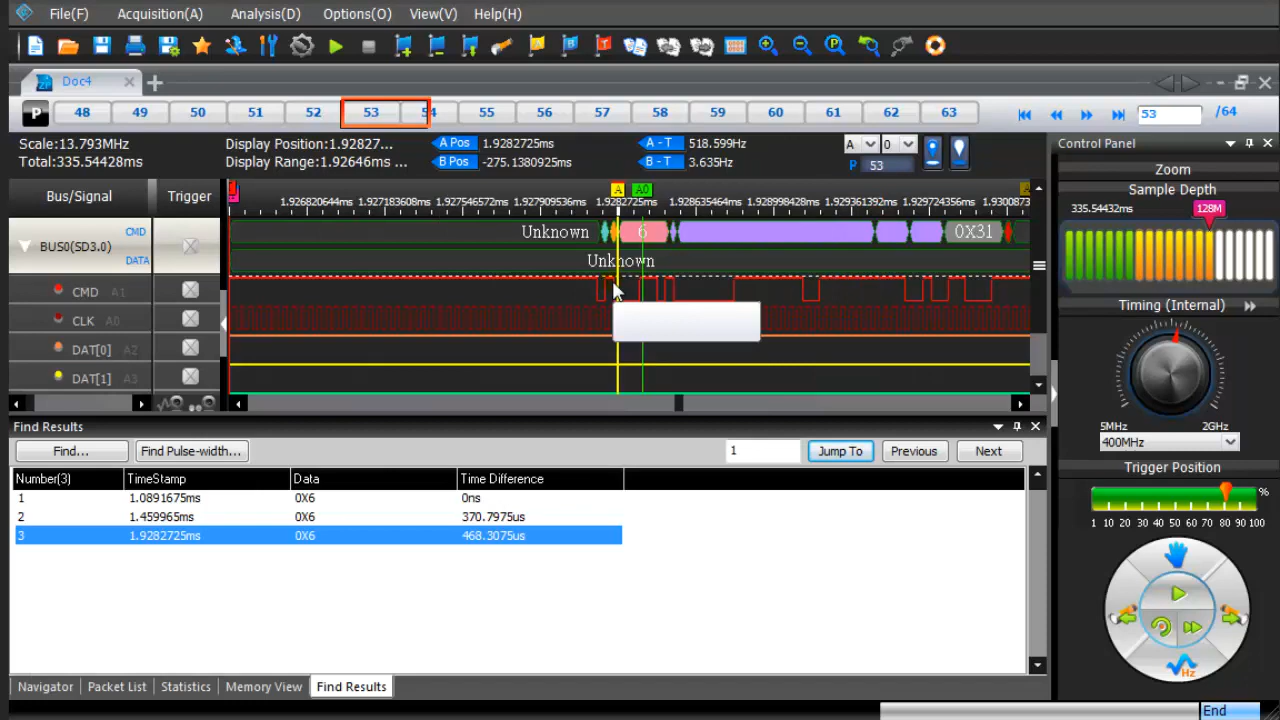 File(F) Acquisition(A) Analysis(D) Options(O) View(V) Help(H)
Doc4
P 48 49 50 51 52 53 54 55 56 57 58 59 60 61 62 63 53 /64
Scale:13.793MHz Display Position:1.92827... A Pos 1.9282725ms A - T 518.599Hz A 0
Total:335.54428ms Display Range:1.92646ms ... B Pos -275.1380925ms B - T 3.635Hz P 53
Bus/Signal Trigger
A A0 A
1.926820644ms 1.927183608ms 1.927546572ms 1.927909536ms 1.9282725ms 1.928635464ms 1.928998428ms 1.929361392ms 1.929724356ms 1.9300873
BUS0(SD3.0) CMD Unknown 6 0X31
DATA Unknown
CMD A1
CLK A0
DAT[0] A2
DAT[1] A3
Control Panel
Zoom
Sample Depth
335.54432ms 128M
Timing (Internal)
5MHz 2GHz
400MHz
Trigger Position
%
1 10 20 30 40 50 60 70 80 90 100
Hz
Find Results
Find... Find Pulse-width... 1 Jump To Previous Next
Number(3) TimeStamp Data Time Difference
1 1.0891675ms 0X6 0ns
2 1.459965ms 0X6 370.7975us
3 1.9282725ms 0X6 468.3075us
Navigator Packet List Statistics Memory View Find Results
End